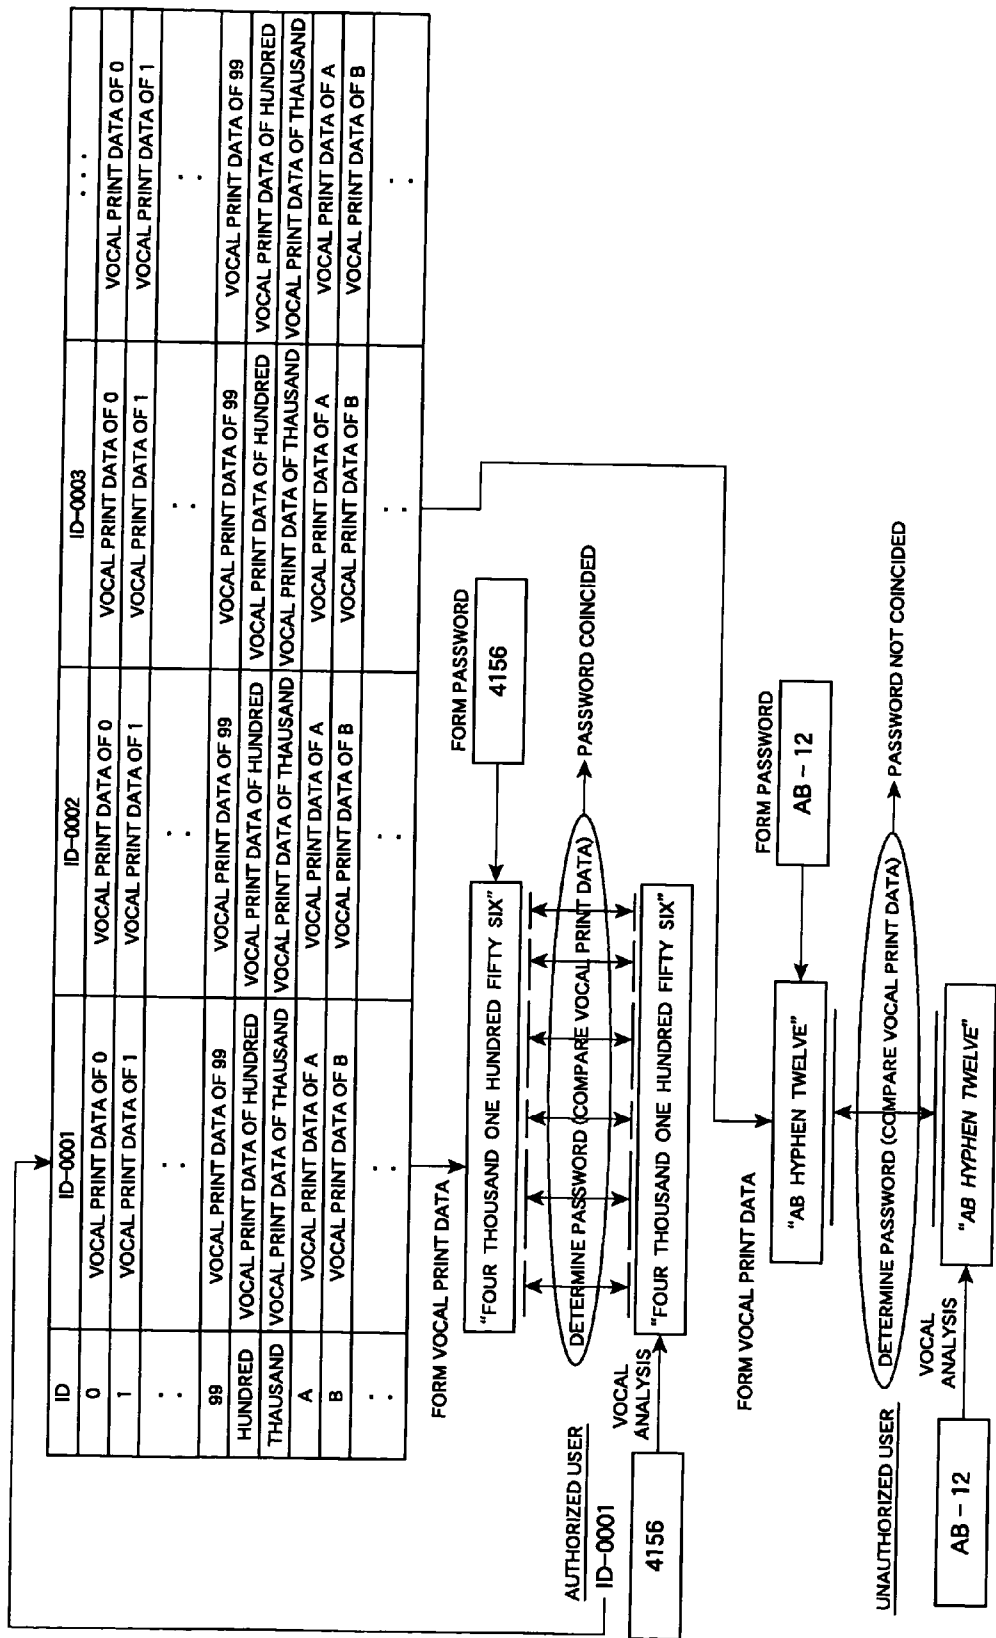 ID ID-0001 ID-0002 ID-0003 ...
0 VOCAL PRINT DATA OF 0 VOCAL PRINT DATA OF 0 VOCAL PRINT DATA OF 0 VOCAL PRINT DATA OF 0
1 VOCAL PRINT DATA OF 1 VOCAL PRINT DATA OF 1 VOCAL PRINT DATA OF 1 VOCAL PRINT DATA OF 1
: : : : :
99 VOCAL PRINT DATA OF 99 VOCAL PRINT DATA OF 99 VOCAL PRINT DATA OF 99 VOCAL PRINT DATA OF 99
HUNDRED VOCAL PRINT DATA OF HUNDRED VOCAL PRINT DATA OF HUNDRED VOCAL PRINT DATA OF HUNDRED VOCAL PRINT DATA OF HUNDRED
THAUSAND VOCAL PRINT DATA OF THAUSAND VOCAL PRINT DATA OF THAUSAND VOCAL PRINT DATA OF THAUSAND VOCAL PRINT DATA OF THAUSAND
A VOCAL PRINT DATA OF A VOCAL PRINT DATA OF A VOCAL PRINT DATA OF A VOCAL PRINT DATA OF A
B VOCAL PRINT DATA OF B VOCAL PRINT DATA OF B VOCAL PRINT DATA OF B VOCAL PRINT DATA OF B
: : : : :
FORM VOCAL PRINT DATA
FORM PASSWORD
"FOUR THOUSAND ONE HUNDRED FIFTY SIX"
4156
AUTHORIZED USER
DETERMINE PASSWORD (COMPARE VOCAL PRINT DATA)
PASSWORD COINCIDED
ID-0001
VOCAL
ANALYSIS
4156
"FOUR THOUSAND ONE HUNDRED FIFTY SIX"
FORM VOCAL PRINT DATA
FORM PASSWORD
"AB HYPHEN TWELVE"
AB - 12
UNAUTHORIZED USER
DETERMINE PASSWORD (COMPARE VOCAL PRINT DATA)
PASSWORD NOT COINCIDED
VOCAL
ANALYSIS
AB - 12
"AB HYPHEN TWELVE"